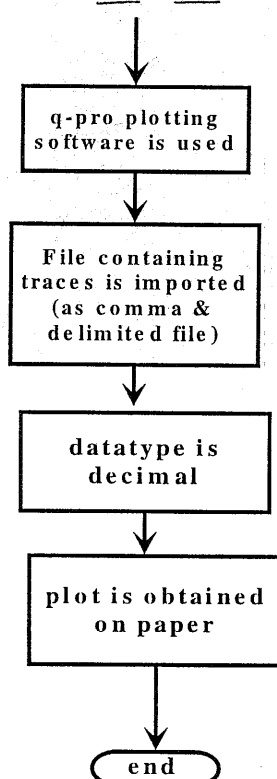 q-pro plotting
software is used
File containing
traces is imported
(as comma &
delimited file)
datatype is
decimal
plot is obtained
on paper
end